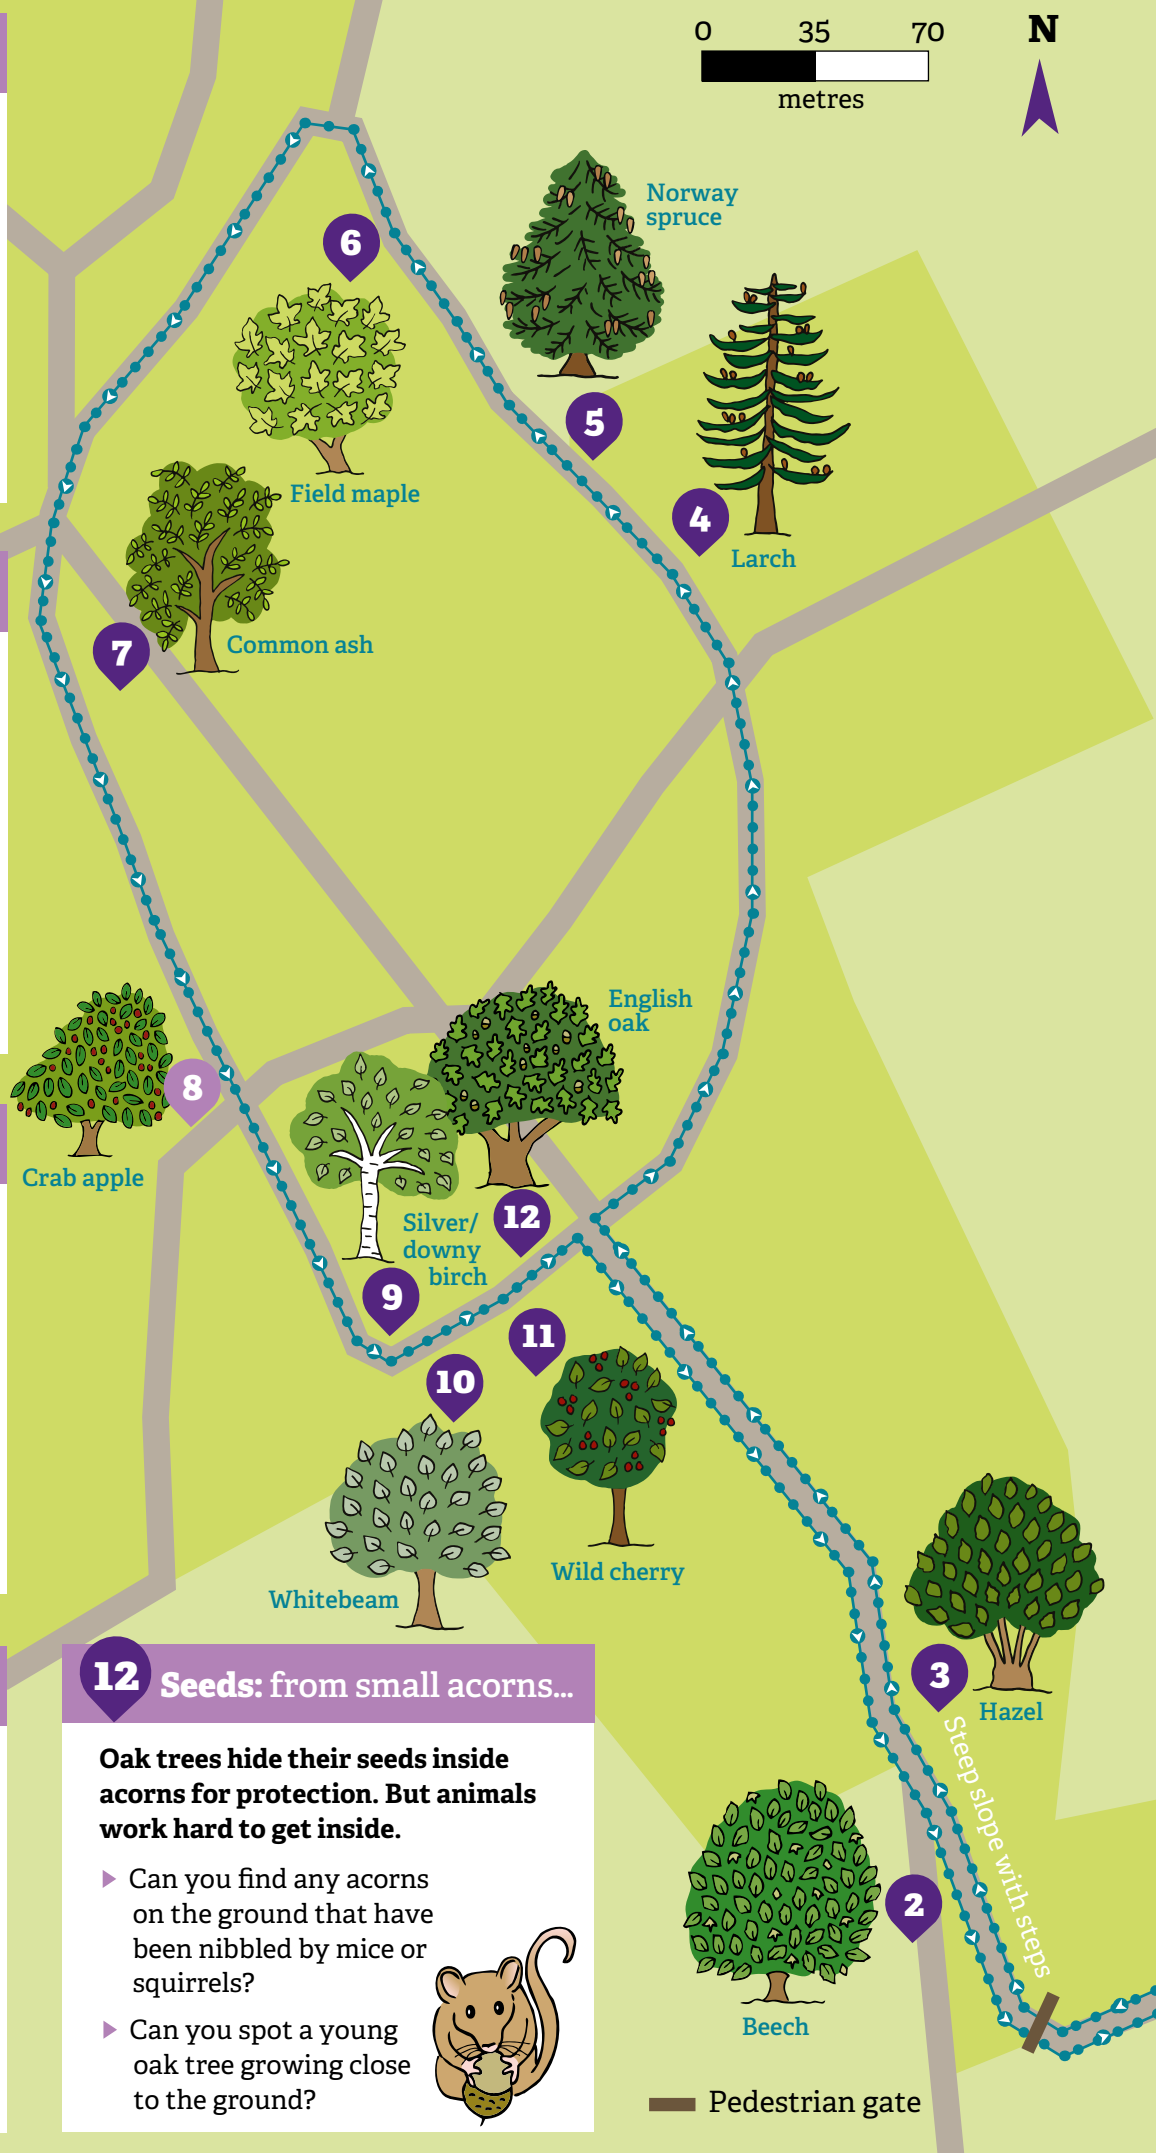 0 35 70
metres
N
Norway
spruce
6
5
Field maple
4
Larch
7
Common ash
English
oak
8
Crab apple
12
Silver/
downy
birch
9
11
10
Wild cherry
Whitebeam
3
Hazel
Steep slope with steps
2
Beech
12 Seeds: from small acorns...
Oak trees hide their seeds inside
acorns for protection. But animals
work hard to get inside.
Can you find any acorns
on the ground that have
been nibbled by mice or
squirrels?
Can you spot a young
oak tree growing close
to the ground?
Pedestrian gate